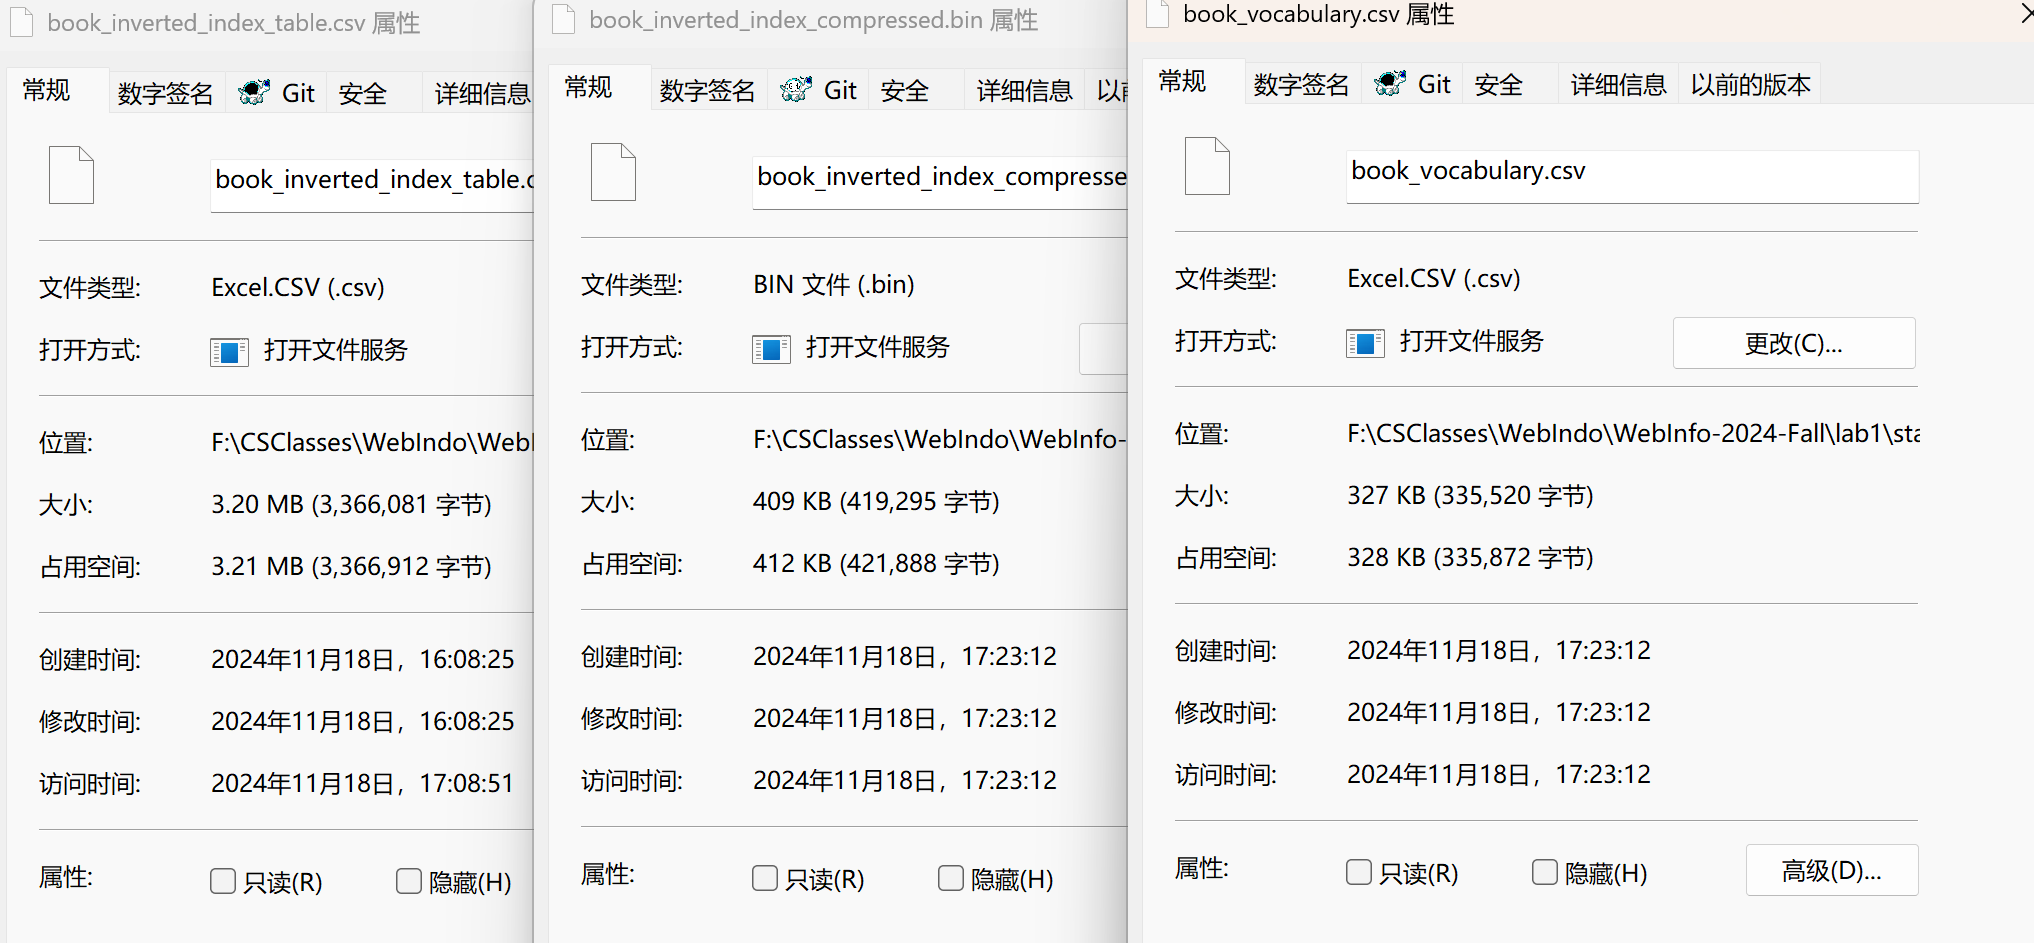 book_inverted_index_table.csv 属性
常规
数字签名
Git
安全
详细信息
book_inverted_index_table.c
文件类型:
Excel.CSV (.csv)
打开方式:
打开文件服务
位置:
F:\CSClasses\WebIndo\Web
大小:
3.20 MB (3,366,081 字节)
占用空间:
3.21 MB (3,366,912 字节)
创建时间:
2024年11月18日，16:08:25
修改时间:
2024年11月18日，16:08:25
访问时间:
2024年11月18日，17:08:51
属性:
只读(R)
隐藏(H)
book_inverted_index_compressed.bin 属性
常规
数字签名
Git
安全
详细信息
以前
book_inverted_index_compresse
文件类型:
BIN 文件 (.bin)
打开方式:
打开文件服务
位置:
F:\CSClasses\WebIndo\WebInfo-
大小:
409 KB (419,295 字节)
占用空间:
412 KB (421,888 字节)
创建时间:
2024年11月18日，17:23:12
修改时间:
2024年11月18日，17:23:12
访问时间:
2024年11月18日，17:23:12
属性:
只读(R)
隐藏(H)
book_vocabulary.csv 属性
常规
数字签名
Git
安全
详细信息
以前的版本
book_vocabulary.csv
文件类型:
Excel.CSV (.csv)
打开方式:
打开文件服务
更改(C)...
位置:
F:\CSClasses\WebIndo\WebInfo-2024-Fall\lab1\sta
大小:
327 KB (335,520 字节)
占用空间:
328 KB (335,872 字节)
创建时间:
2024年11月18日，17:23:12
修改时间:
2024年11月18日，17:23:12
访问时间:
2024年11月18日，17:23:12
属性:
只读(R)
隐藏(H)
高级(D)...